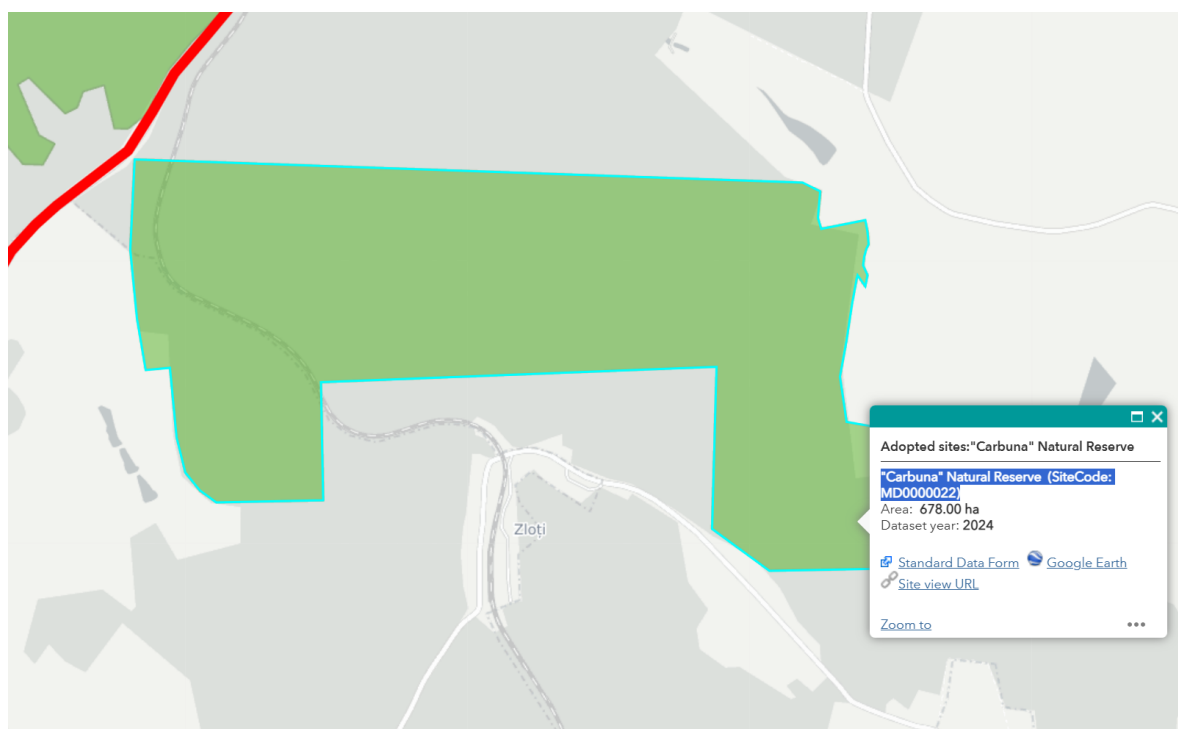 Zloți
Adopted sites:"Carbuna" Natural Reserve
"Carbuna" Natural Reserve (SiteCode:
MD0000022)
Area: 678.00 ha
Dataset year: 2024
Standard Data Form Google Earth
Site view URL
Zoom to